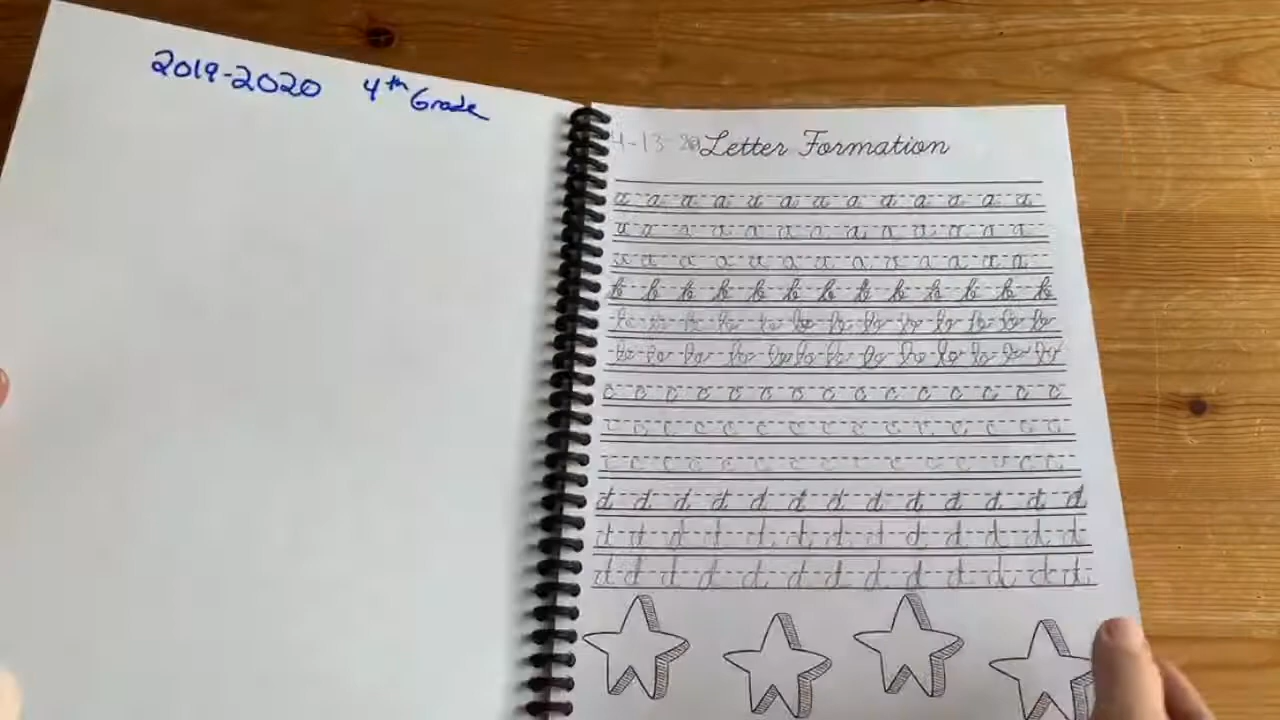 2019-2020 4th Grade
4-13-20 Letter Formation
a a a a a a a a a a a a a
a a a a a a a a a a a a a
a a a a a a a a a a a a a
b b b b b b b b b b b b b
b b b b b b b b b b b b b
b b b b b b b b b b b b b
c c c c c c c c c c c c c c c
c c c c c c c c c c c c c c c
c c c c c c c c c c c c c c
d d d d d d d d d d d d d
d d d d d d d d d d d d d
d d d d d d d d d d d d d